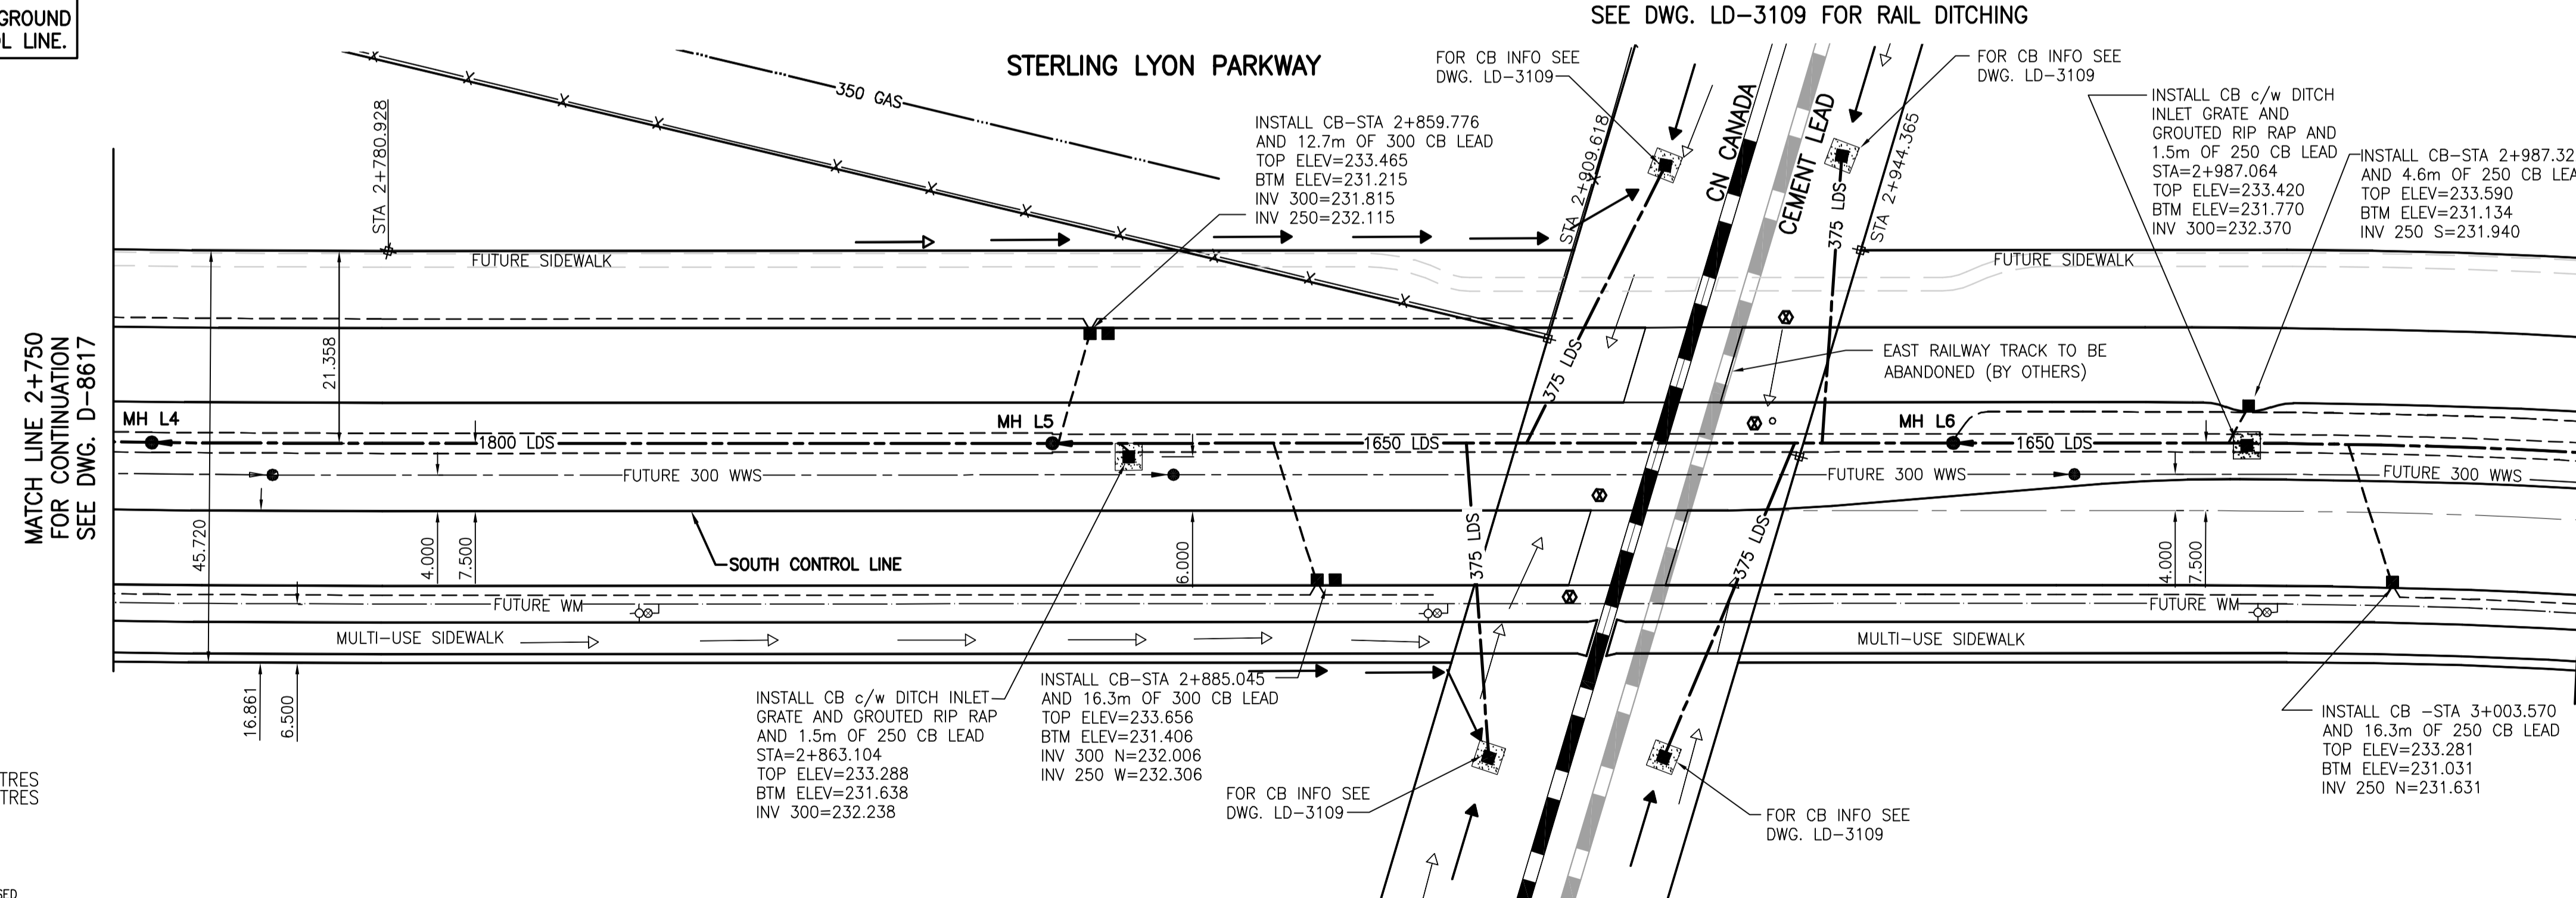 GROUND
LINE.
SEE DWG. LD-3109 FOR RAIL DITCHING
STERLING LYON PARKWAY
350 GAS
STA 2+780.928
INSTALL CB-STA 2+859.776
AND 12.7m OF 300 CB LEAD
TOP ELEV=233.465
BTM ELEV=231.215
INV 300=231.815
INV 250=232.115
FOR CB INFO SEE
DWG. LD-3109
STA 2+909.618
CN CANADA
CEMENT LEAD
375 LDS
STA 2+944.365
FOR CB INFO SEE
DWG. LD-3109
INSTALL CB c/w DITCH
INLET GRATE AND
GROUTED RIP RAP AND
1.5m OF 250 CB LEAD
STA=2+987.064
TOP ELEV=233.420
BTM ELEV=231.770
INV 300=232.370
INSTALL CB-STA 2+987.32
AND 4.6m OF 250 CB LEA
TOP ELEV=233.590
BTM ELEV=231.134
INV 250 S=231.940
FUTURE SIDEWALK
FUTURE SIDEWALK
MATCH LINE 2+750
FOR CONTINUATION
SEE DWG. D-8617
21.358
375 LDS
EAST RAILWAY TRACK TO BE
ABANDONED (BY OTHERS)
MH L4
MH L5
MH L6
1800 LDS
1650 LDS
1650 LDS
FUTURE 300 WWS
FUTURE 300 WWS
FUTURE 300 WWS
45.720
4.000
7.500
SOUTH CONTROL LINE
6.000
375 LDS
375 LDS
4.000
7.500
FUTURE WM
FUTURE WM
MULTI-USE SIDEWALK
MULTI-USE SIDEWALK
16.861
6.500
INSTALL CB c/w DITCH INLET
GRATE AND GROUTED RIP RAP
AND 1.5m OF 250 CB LEAD
STA=2+863.104
TOP ELEV=233.288
BTM ELEV=231.638
INV 300=232.238
INSTALL CB-STA 2+885.045
AND 16.3m OF 300 CB LEAD
TOP ELEV=233.656
BTM ELEV=231.406
INV 300 N=232.006
INV 250 W=232.306
FOR CB INFO SEE
DWG. LD-3109
FOR CB INFO SEE
DWG. LD-3109
INSTALL CB -STA 3+003.570
AND 16.3m OF 250 CB LEAD
TOP ELEV=233.281
BTM ELEV=231.031
INV 250 N=231.631
TRES
TRES